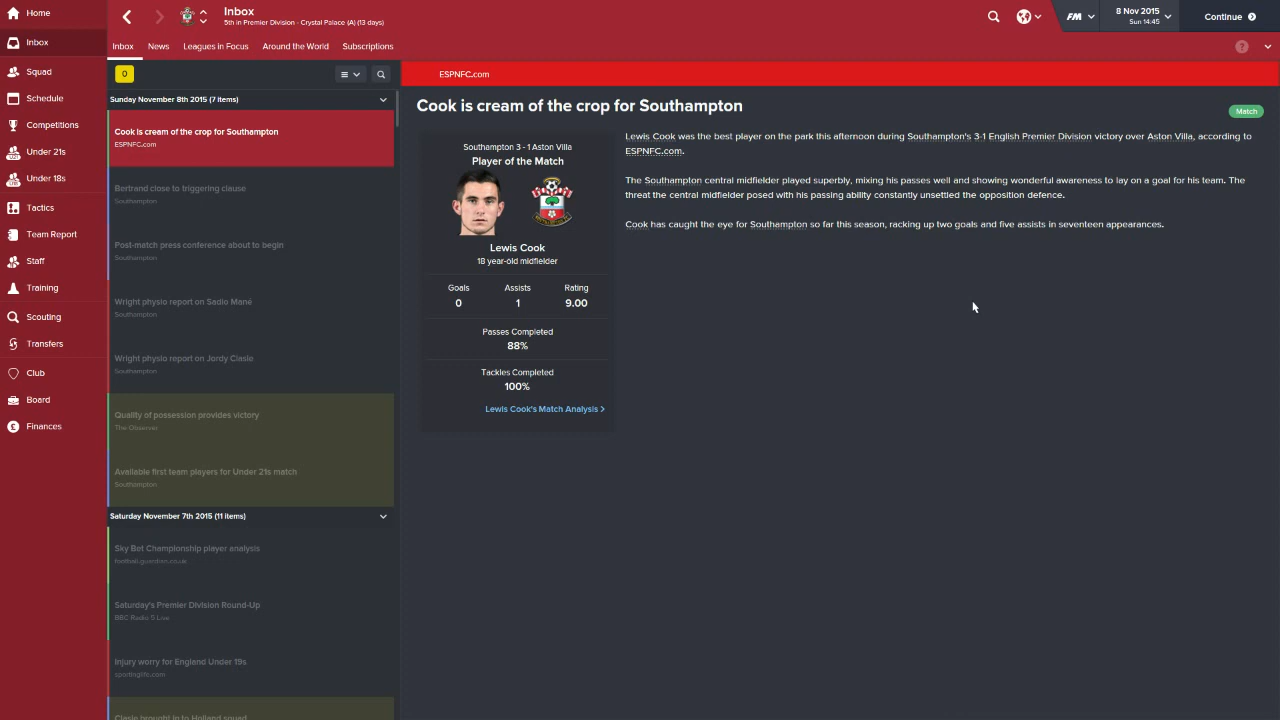 Home
Inbox
Squad
Schedule
Competitions
Under 21s
Under 18s
Tactics
Team Report
Staff
Training
Scouting
Transfers
Club
Board
Finances
Inbox
5th in Premier Division - Crystal Palace (A) (13 days)
FM
8 Nov 2015
Sun 14:45
Continue
Inbox News Leagues in Focus Around the World Subscriptions
?
0
Sunday November 8th 2015 (7 items)
Cook is cream of the crop for Southampton
ESPNFC.com
Bertrand close to triggering clause
Southampton
Post-match press conference about to begin
Southampton
Wright physio report on Sadio Mané
Southampton
Wright physio report on Jordy Clasie
Southampton
Quality of possession provides victory
The Observer
Available first team players for Under 21s match
Southampton
Saturday November 7th 2015 (11 items)
Sky Bet Championship player analysis
football.guardian.co.uk
Saturday's Premier Division Round-Up
BBC Radio 5 Live
Injury worry for England Under 19s
sportinglife.com
Clasie brought in to Holland squad
ESPNFC.com
Cook is cream of the crop for Southampton
Match
Southampton 3 - 1 Aston Villa
Player of the Match
Lewis Cook
18 year-old midfielder
Goals Assists Rating
0 1 9.00
Passes Completed
88%
Tackles Completed
100%
Lewis Cook's Match Analysis >
Lewis Cook was the best player on the park this afternoon during Southampton's 3-1 English Premier Division victory over Aston Villa, according to
ESPNFC.com.
The Southampton central midfielder played superbly, mixing his passes well and showing wonderful awareness to lay on a goal for his team. The
threat the central midfielder posed with his passing ability constantly unsettled the opposition defence.
Cook has caught the eye for Southampton so far this season, racking up two goals and five assists in seventeen appearances.